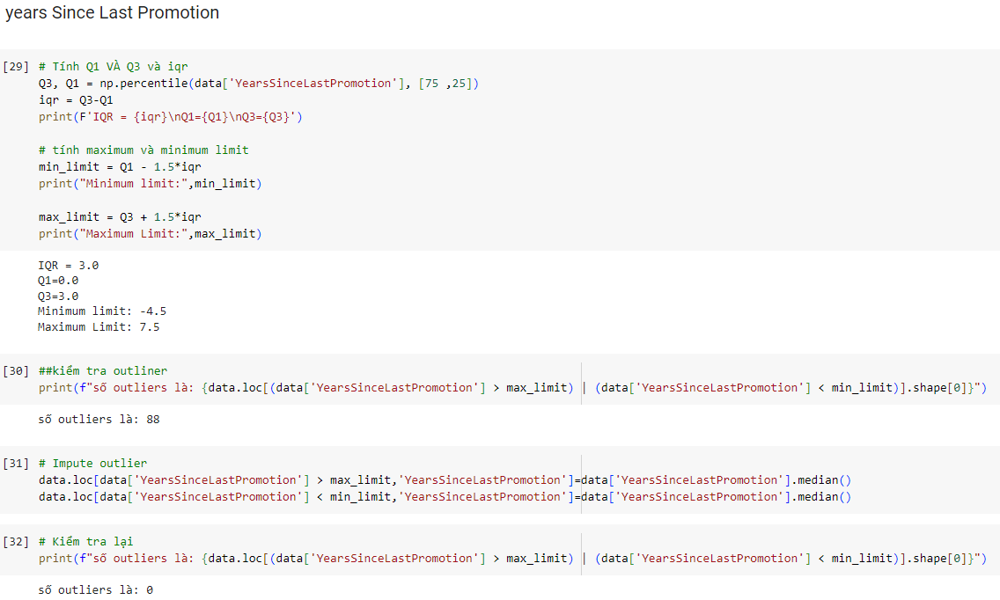 years Since Last Promotion
[29] # Tính Q1 VÀ Q3 và iqr
Q3, Q1 = np.percentile(data['YearsSinceLastPromotion'], [75 ,25])
iqr = Q3-Q1
print(F'IQR = {iqr}\nQ1={Q1}\nQ3={Q3}')
# tính maximum và minimum limit
min_limit = Q1 - 1.5*iqr
print("Minimum limit:",min_limit)
max_limit = Q3 + 1.5*iqr
print("Maximum Limit:",max_limit)
IQR = 3.0
Q1=0.0
Q3=3.0
Minimum limit: -4.5
Maximum Limit: 7.5
[30] ##kiểm tra outliner
print(f"số outliers là: {data.loc[(data['YearsSinceLastPromotion'] > max_limit) | (data['YearsSinceLastPromotion'] < min_limit)].shape[0]}")
số outliers là: 88
[31] # Impute outlier
data.loc[data['YearsSinceLastPromotion'] > max_limit,'YearsSinceLastPromotion']=data['YearsSinceLastPromotion'].median()
data.loc[data['YearsSinceLastPromotion'] < min_limit,'YearsSinceLastPromotion']=data['YearsSinceLastPromotion'].median()
[32] # Kiểm tra lại
print(f"số outliers là: {data.loc[(data['YearsSinceLastPromotion'] > max_limit) | (data['YearsSinceLastPromotion'] < min_limit)].shape[0]}")
số outliers là: 0